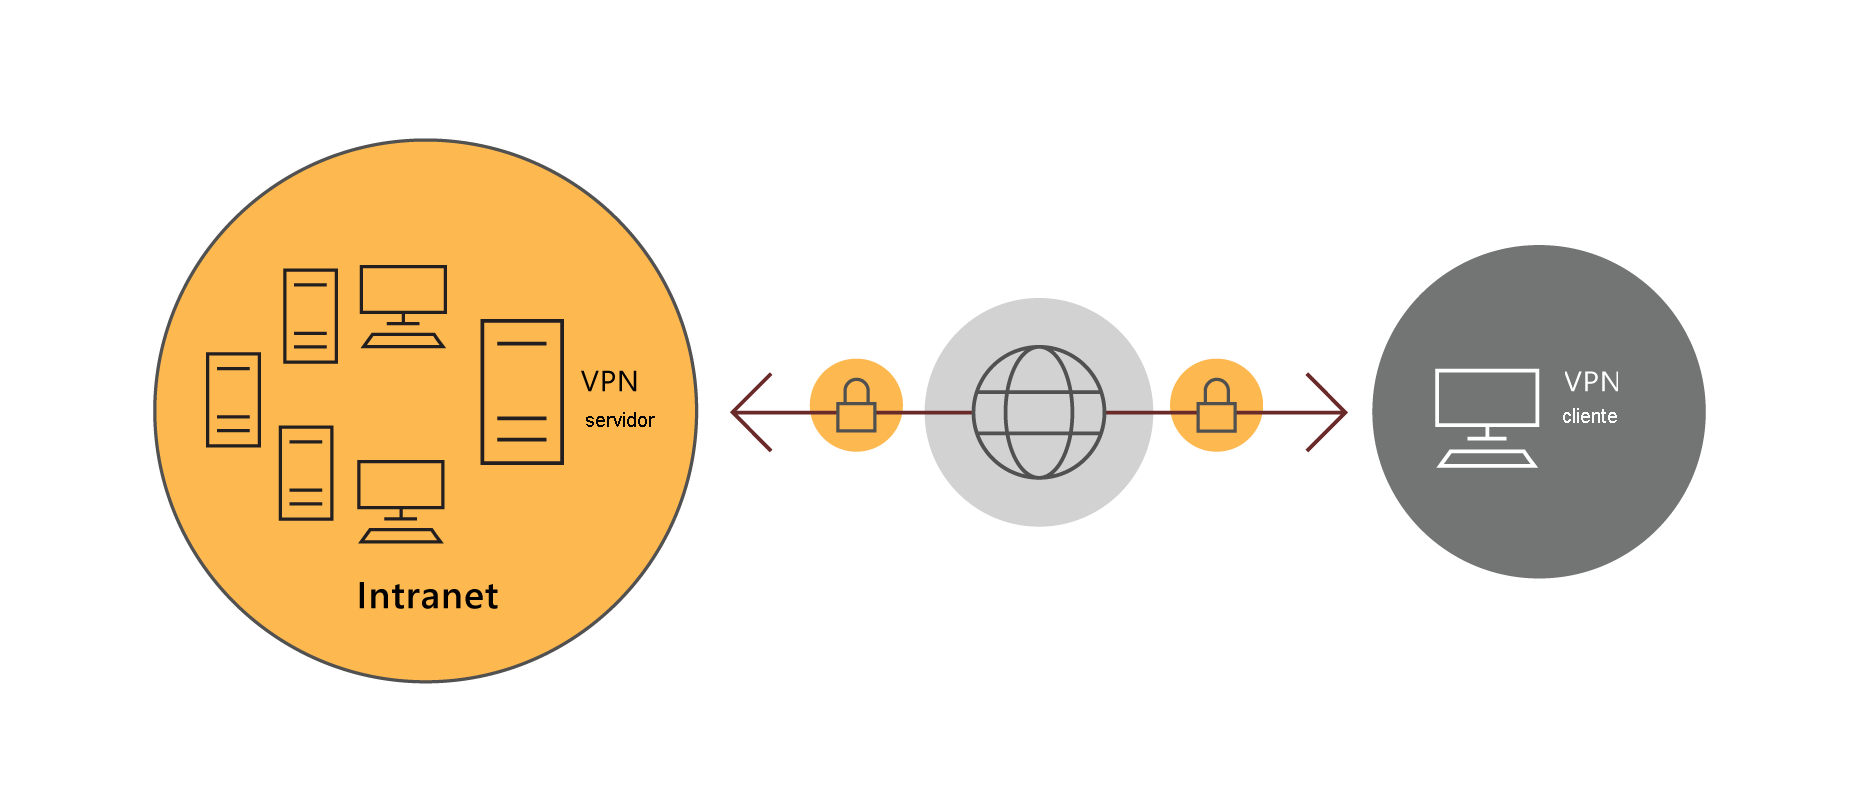 VPN
servidor
Intranet
VPN
cliente